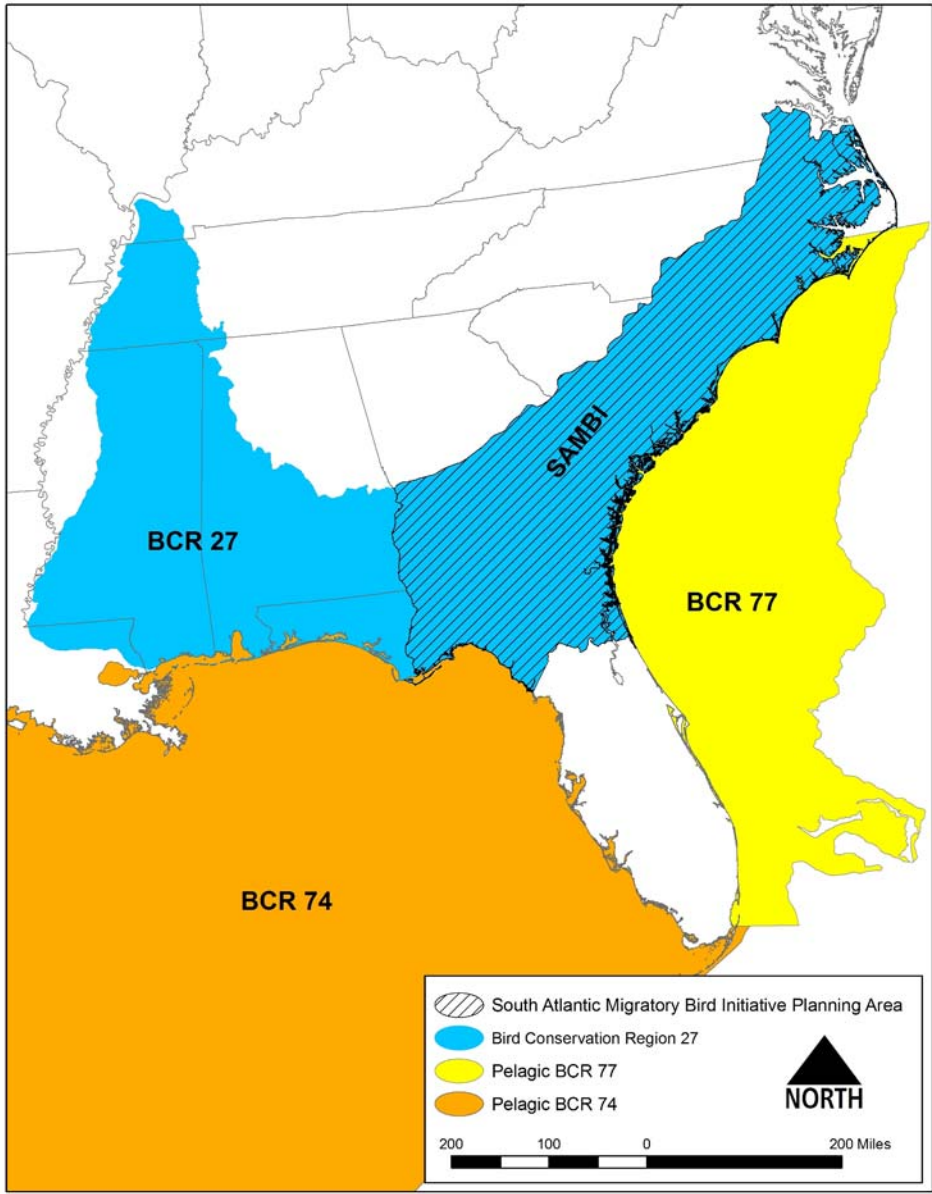 SAMBI
BCR 27
BCR 77
BCR 74
South Atlantic Migratory Bird Initiative Planning Area
Bird Conservation Region 27
Pelagic BCR 77
Pelagic BCR 74
NORTH
200 100 0 200 Miles